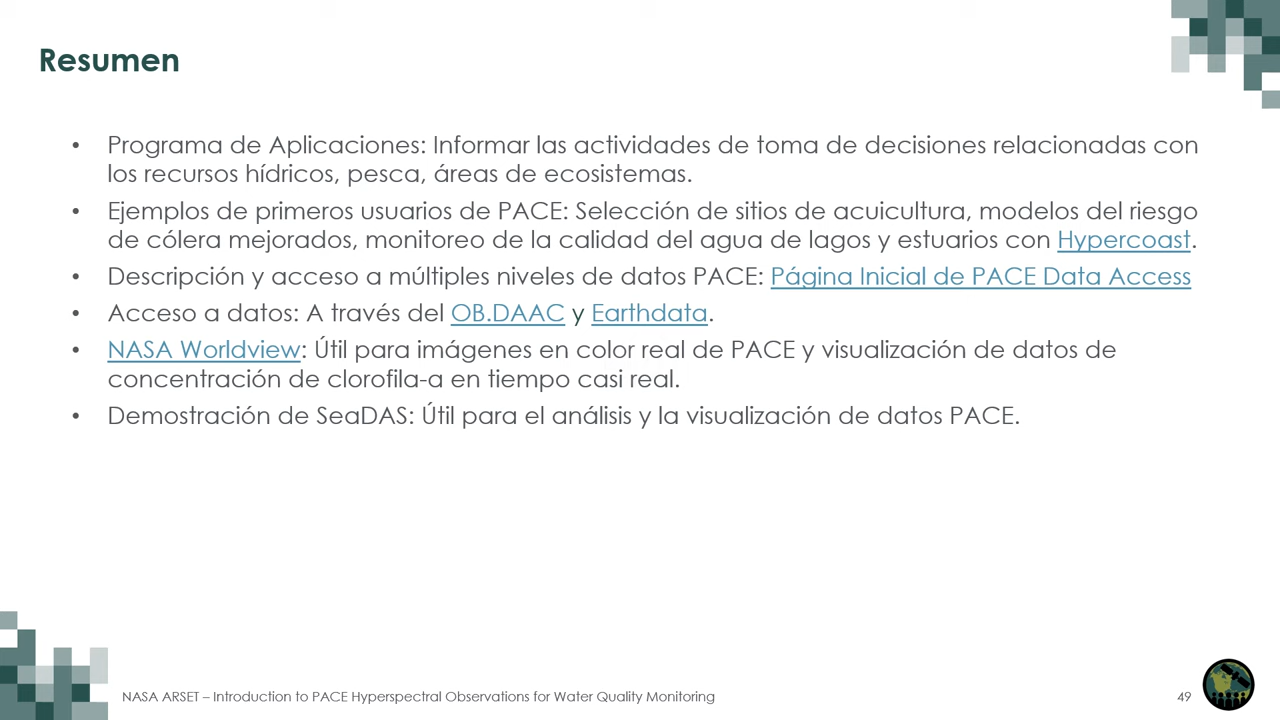 Resumen
• Programa de Aplicaciones: Informar las actividades de toma de decisiones relacionadas con
los recursos hídricos, pesca, áreas de ecosistemas.
• Ejemplos de primeros usuarios de PACE: Selección de sitios de acuicultura, modelos del riesgo
de cólera mejorados, monitoreo de la calidad del agua de lagos y estuarios con Hypercoast.
• Descripción y acceso a múltiples niveles de datos PACE: Página Inicial de PACE Data Access
• Acceso a datos: A través del OB.DAAC y Earthdata.
• NASA Worldview: Útil para imágenes en color real de PACE y visualización de datos de
concentración de clorofila-a en tiempo casi real.
• Demostración de SeaDAS: Útil para el análisis y la visualización de datos PACE.
NASA ARSET – Introduction to PACE Hyperspectral Observations for Water Quality Monitoring
49